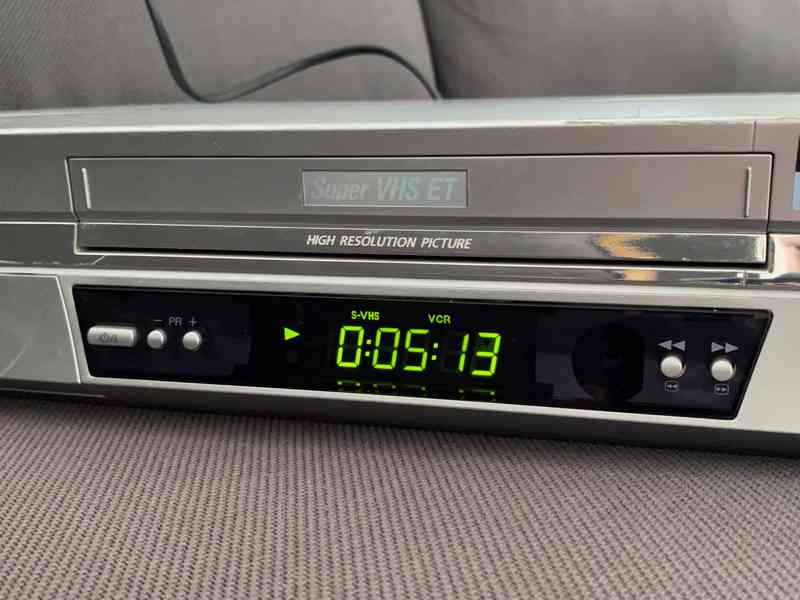 Super VHS ET
HIGH RESOLUTION PICTURE
S-VHS VCR
0:05:13
⏻/I
− PR +